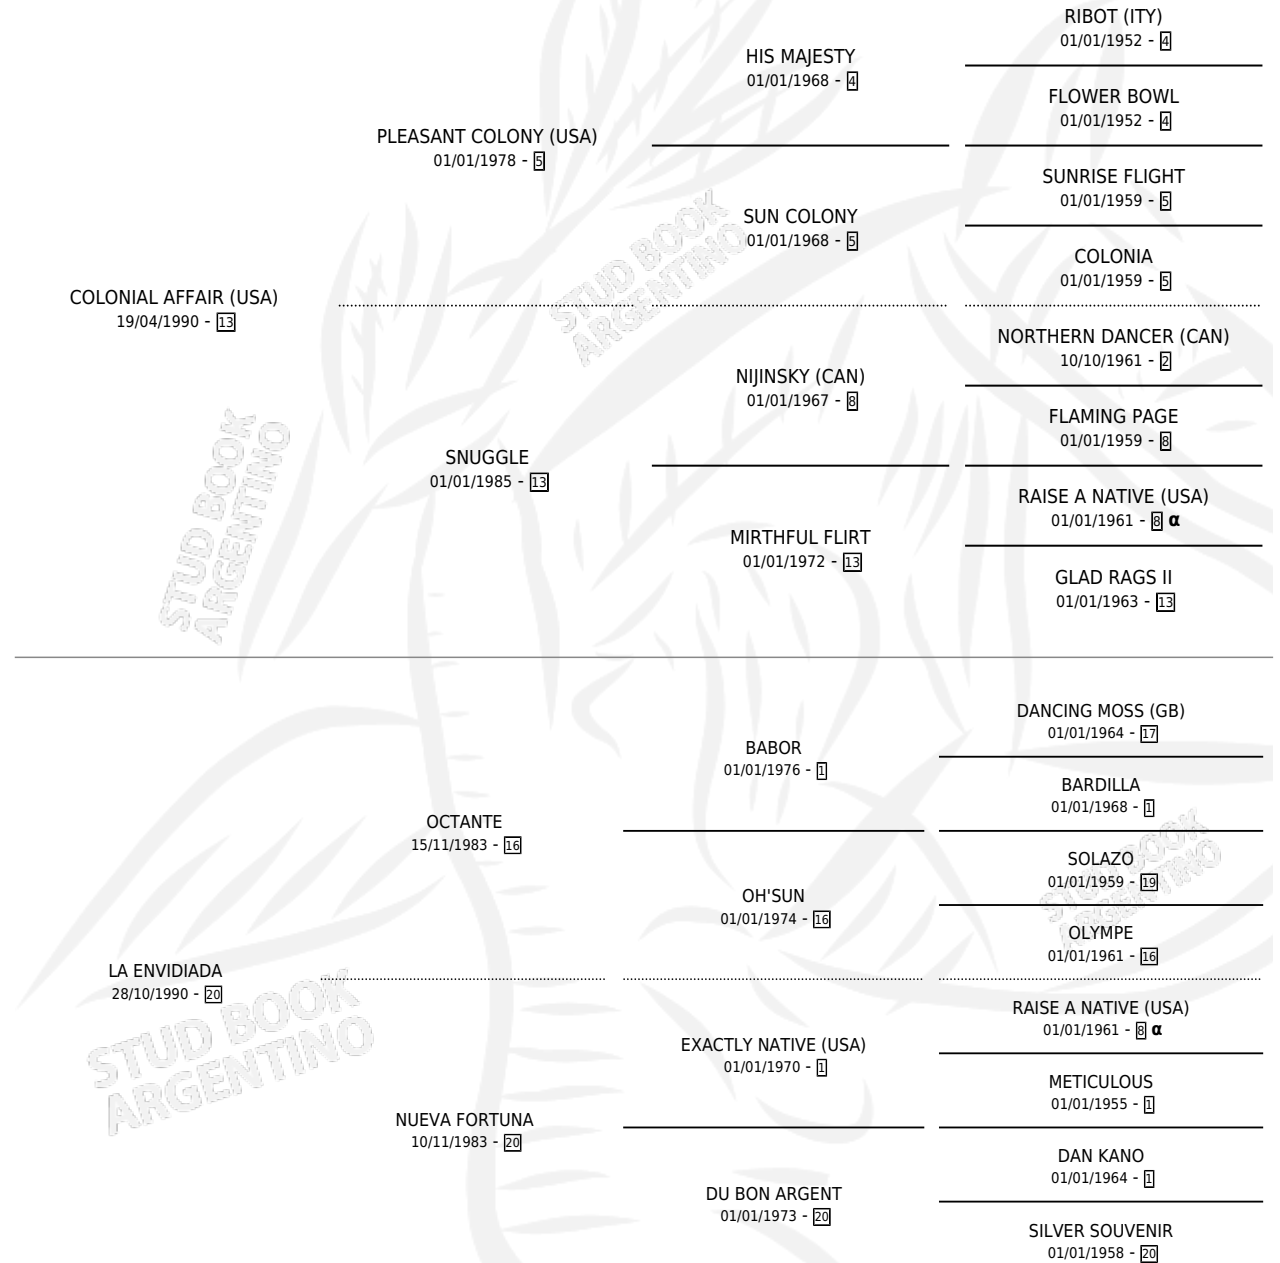 RIBOT (ITY)
01/01/1952 - 4
HIS MAJESTY
01/01/1968 - 4
FLOWER BOWL
01/01/1952 - 4
PLEASANT COLONY (USA)
01/01/1978 - 5
SUNRISE FLIGHT
01/01/1959 - 5
SUN COLONY
01/01/1968 - 5
COLONIA
01/01/1959 - 5
COLONIAL AFFAIR (USA)
19/04/1990 - 13
NORTHERN DANCER (CAN)
10/10/1961 - 2
NIJINSKY (CAN)
01/01/1967 - 8
FLAMING PAGE
01/01/1959 - 8
SNUGGLE
01/01/1985 - 13
RAISE A NATIVE (USA)
01/01/1961 - 8 α
MIRTHFUL FLIRT
01/01/1972 - 13
GLAD RAGS II
01/01/1963 - 13
DANCING MOSS (GB)
01/01/1964 - 17
BABOR
01/01/1976 - 1
BARDILLA
01/01/1968 - 1
OCTANTE
15/11/1983 - 16
SOLAZO
01/01/1959 - 19
OH'SUN
01/01/1974 - 16
OLYMPE
01/01/1961 - 16
LA ENVIDIADA
28/10/1990 - 20
RAISE A NATIVE (USA)
01/01/1961 - 8 α
EXACTLY NATIVE (USA)
01/01/1970 - 1
METICULOUS
01/01/1955 - 1
NUEVA FORTUNA
10/11/1983 - 20
DAN KANO
01/01/1964 - 1
DU BON ARGENT
01/01/1973 - 20
SILVER SOUVENIR
01/01/1958 - 20
STUD BOOK
ARGENTINO
STUD BOOK
ARGENTINO
STUD BOOK
ARGENTINO
STUD BOOK
ARGENTINO